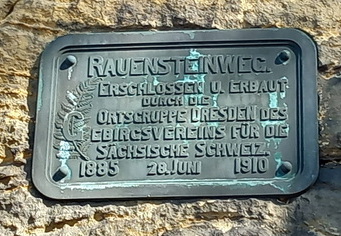 RAUENSTEINWEG.
ERSCHLOSSEN U. ERBAUT
DURCH DIE
ORTSGRUPPE DRESDEN DES
GEBIRGSVEREINS FÜR DIE
SÄCHSISCHE SCHWEIZ.
1885 28. JUNI 1910